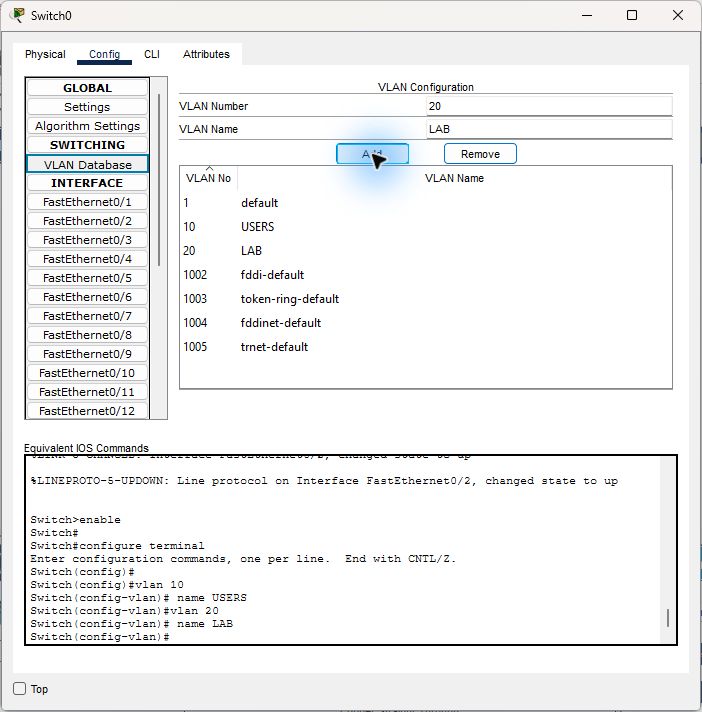 Switch0
Physical Config CLI Attributes
GLOBAL
Settings
Algorithm Settings
SWITCHING
VLAN Database
INTERFACE
FastEthernet0/1
FastEthernet0/2
FastEthernet0/3
FastEthernet0/4
FastEthernet0/5
FastEthernet0/6
FastEthernet0/7
FastEthernet0/8
FastEthernet0/9
FastEthernet0/10
FastEthernet0/11
FastEthernet0/12
VLAN Configuration
VLAN Number 20
VLAN Name LAB
Add Remove
VLAN No VLAN Name
1 default
10 USERS
20 LAB
1002 fddi-default
1003 token-ring-default
1004 fddinet-default
1005 trnet-default
Equivalent IOS Commands
%LINEPROTO-5-UPDOWN: Line protocol on Interface FastEthernet0/2, changed state to up
Switch>enable
Switch#
Switch#configure terminal
Enter configuration commands, one per line. End with CNTL/Z.
Switch(config)#
Switch(config)#vlan 10
Switch(config-vlan)# name USERS
Switch(config-vlan)#vlan 20
Switch(config-vlan)# name LAB
Switch(config-vlan)#
Top